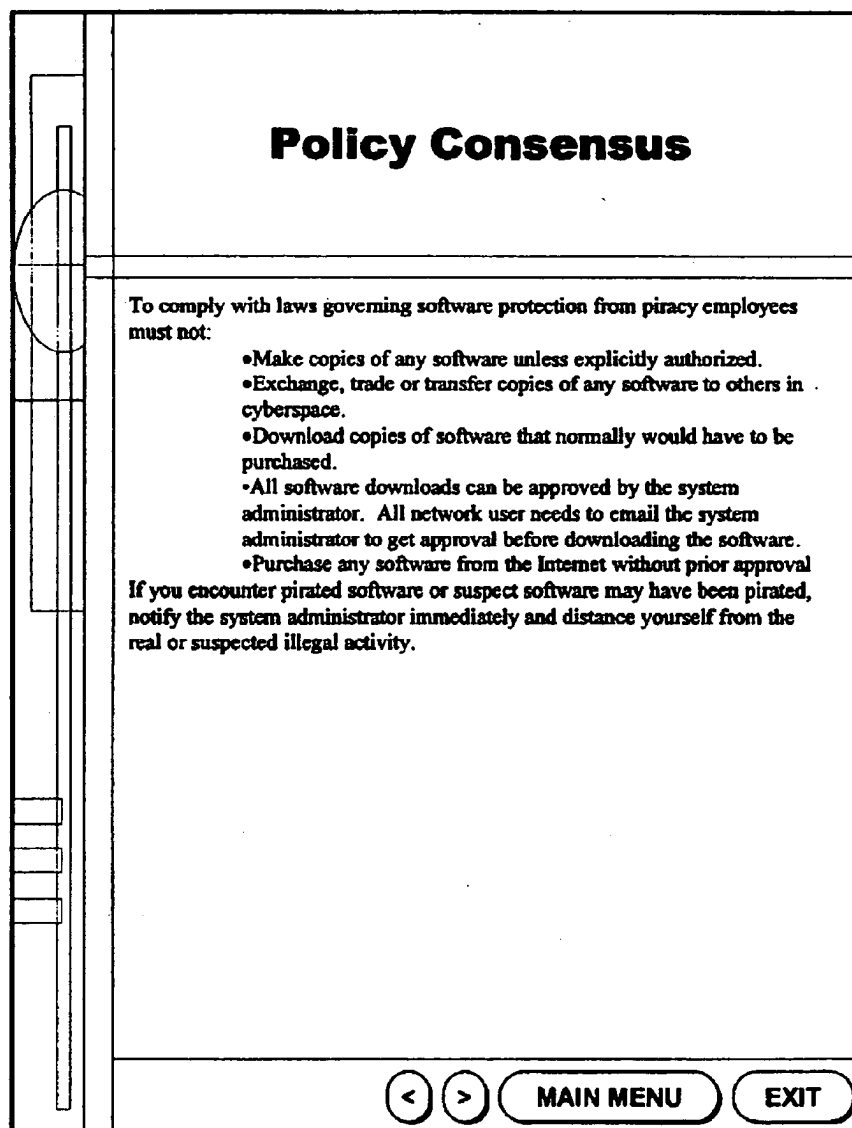 Policy Consensus
To comply with laws governing software protection from piracy employees
must not:
•Make copies of any software unless explicitly authorized.
•Exchange, trade or transfer copies of any software to others in
cyberspace.
•Download copies of software that normally would have to be
purchased.
-All software downloads can be approved by the system
administrator. All network user needs to email the system
administrator to get approval before downloading the software.
•Purchase any software from the Internet without prior approval
If you encounter pirated software or suspect software may have been pirated,
notify the system administrator immediately and distance yourself from the
real or suspected illegal activity.
< > MAIN MENU EXIT